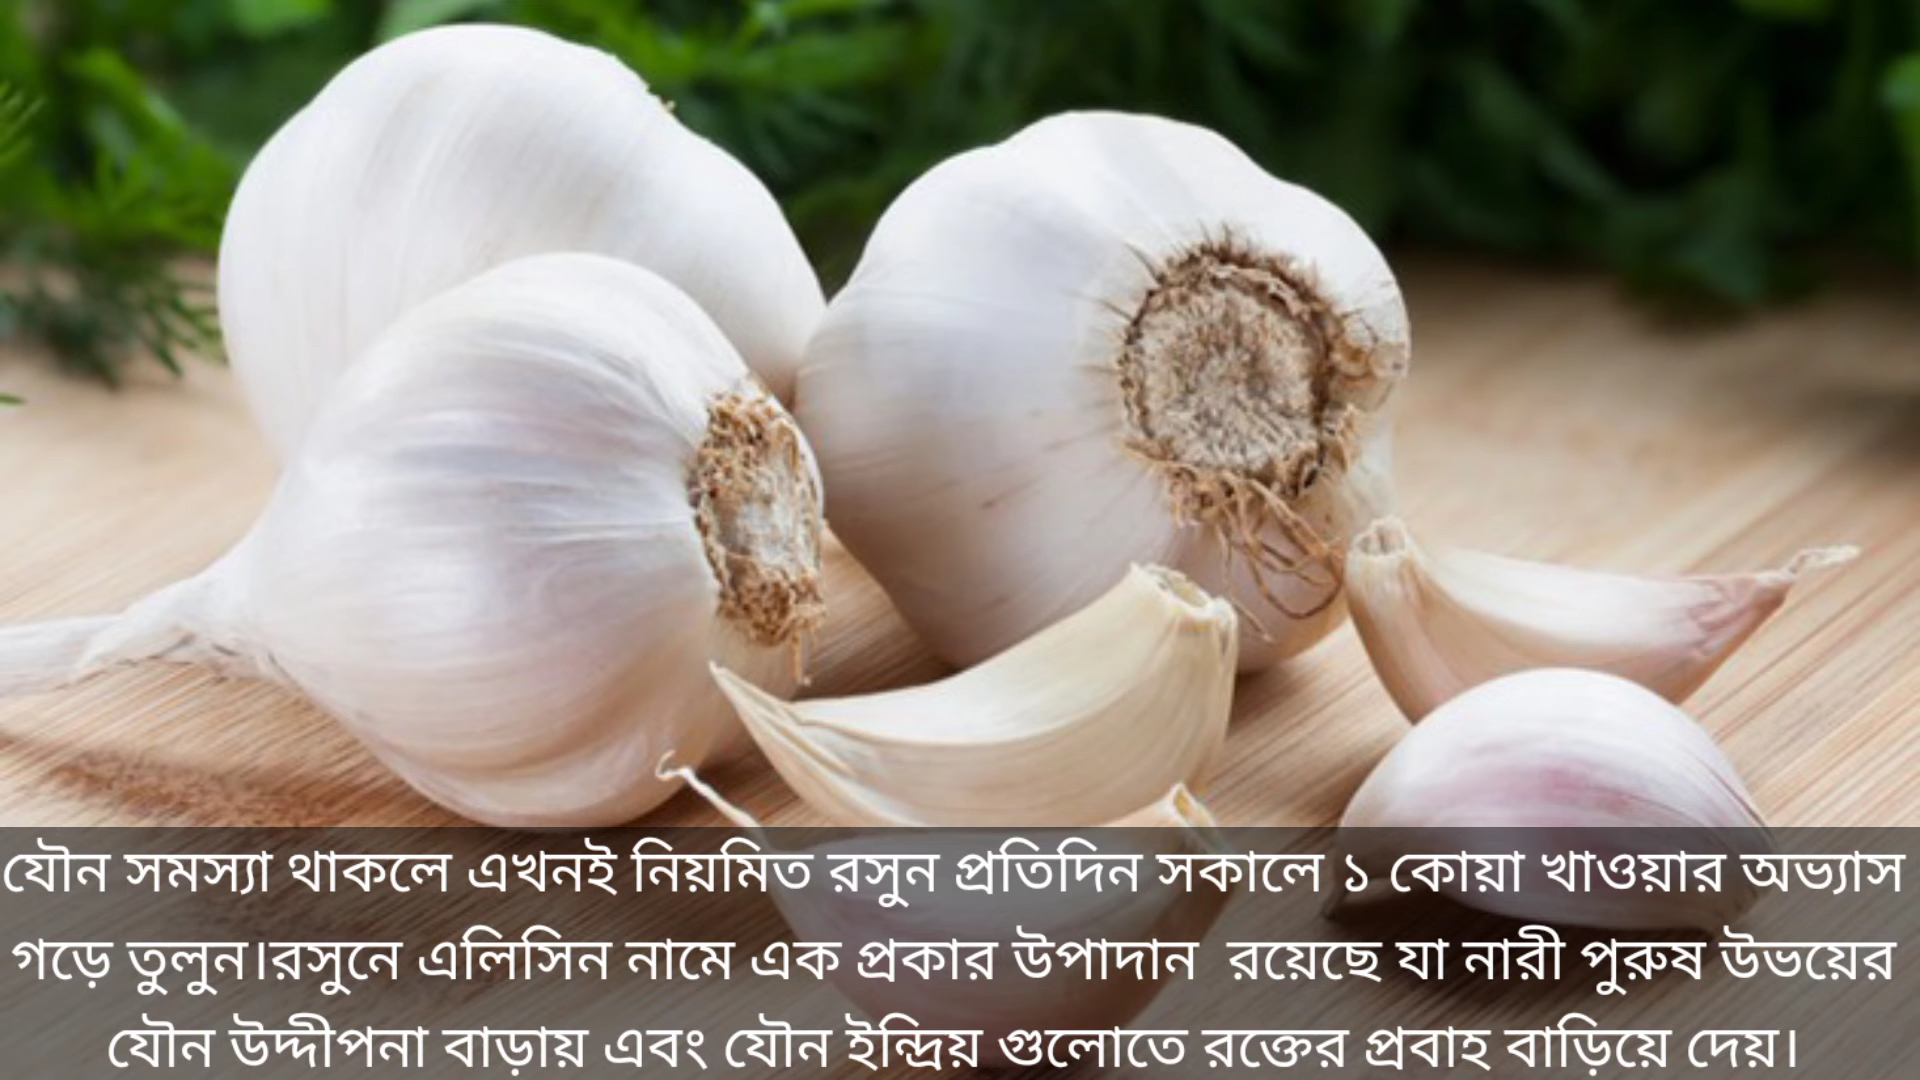 যৌন সমস্যা থাকলে এখনই নিয়মিত রসুন প্রতিদিন সকালে ১ কোয়া খাওয়ার অভ্যাস
গড়ে তুলুন।রসুনে এলিসিন নামে এক প্রকার উপাদান রয়েছে যা নারী পুরুষ উভয়ের
যৌন উদ্দীপনা বাড়ায় এবং যৌন ইন্দ্রিয় গুলোতে রক্তের প্রবাহ বাড়িয়ে দেয়।